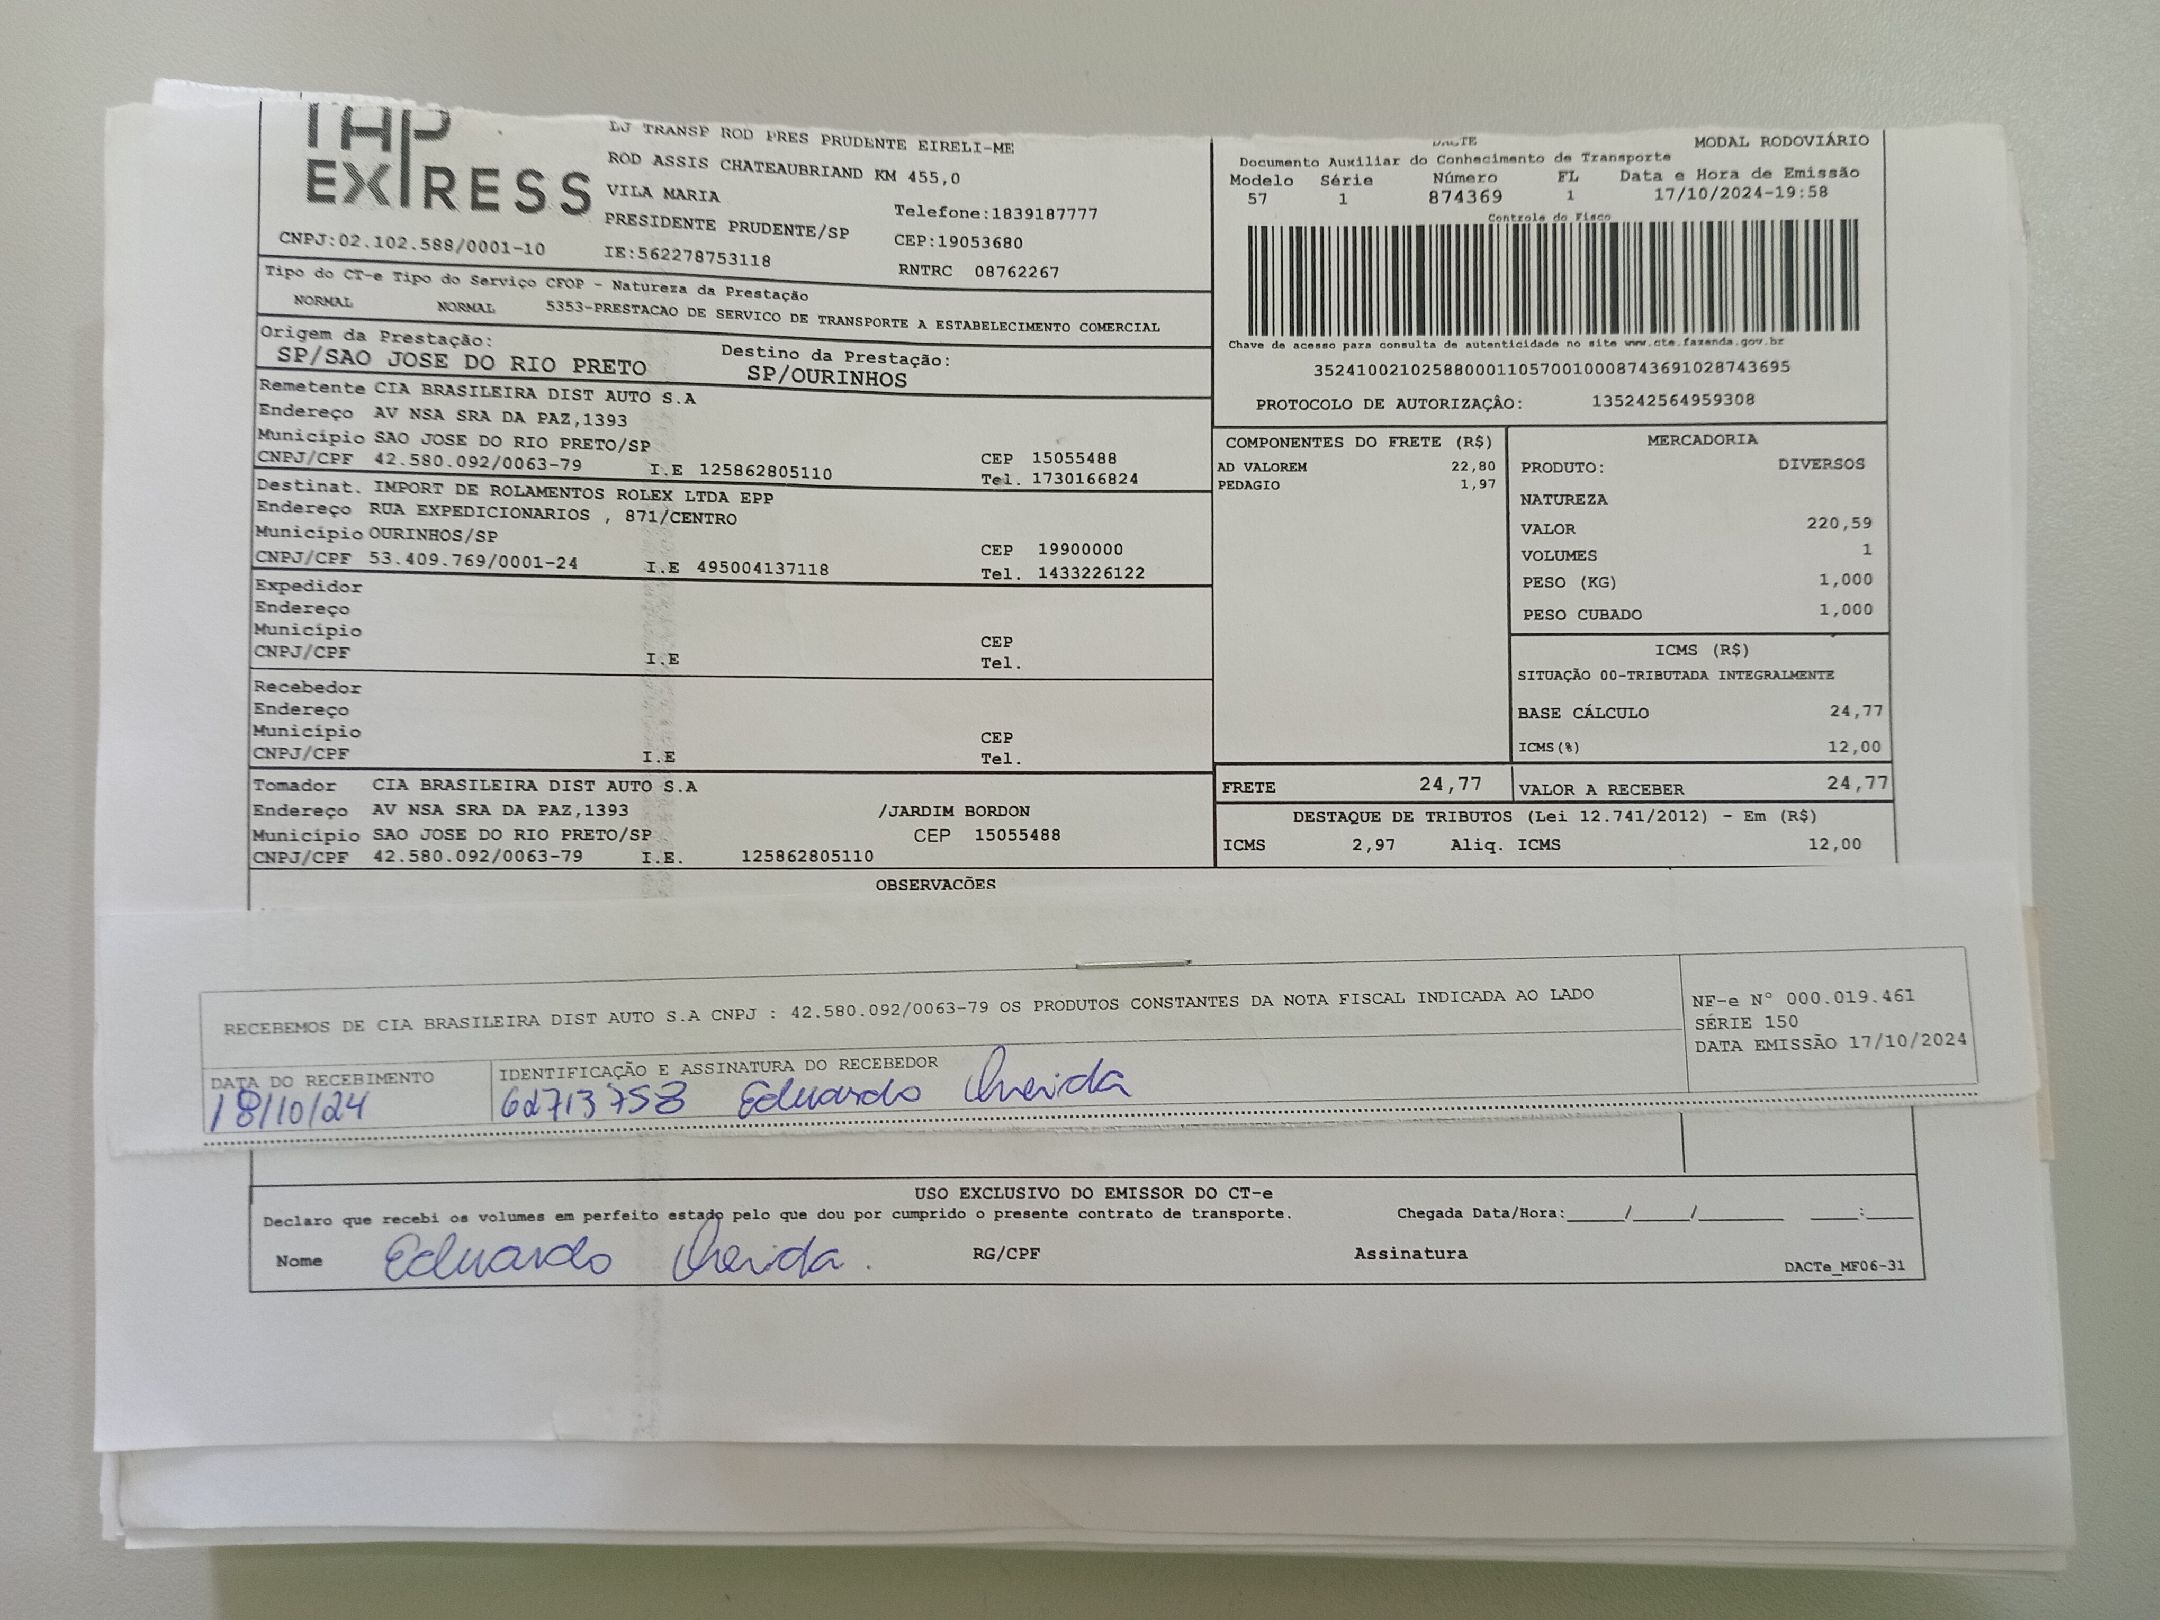 TAP
EXPRESS
LJ TRANSP ROD PRES PRUDENTE EIRELI-ME
ROD ASSIS CHATEAUBRIAND KM 455,0
VILA MARIA
Telefone:1839187777
PRESIDENTE PRUDENTE/SP
CEP:19053680
CNPJ:02.102.588/0001-10 IE:562278753118
RNTRC 08762267
Tipo do CT-e Tipo do Serviço CFOP - Natureza da Prestação
NORMAL NORMAL 5353-PRESTACAO DE SERVICO DE TRANSPORTE A ESTABELECIMENTO COMERCIAL
Origem da Prestação: Destino da Prestação:
SP/SAO JOSE DO RIO PRETO SP/OURINHOS
Remetente CIA BRASILEIRA DIST AUTO S.A
Endereço AV NSA SRA DA PAZ,1393
Município SAO JOSE DO RIO PRETO/SP CEP 15055488
CNPJ/CPF 42.580.092/0063-79 I.E 125862805110 Tel. 1730166824
Destinat. IMPORT DE ROLAMENTOS ROLEX LTDA EPP
Endereço RUA EXPEDICIONARIOS , 871/CENTRO
Município OURINHOS/SP CEP 19900000
CNPJ/CPF 53.409.769/0001-24 I.E 495004137118 Tel. 1433226122
Expedidor
Endereço
Município CEP
CNPJ/CPF I.E Tel.
Recebedor
Endereço
Município CEP
CNPJ/CPF I.E Tel.
Tomador CIA BRASILEIRA DIST AUTO S.A
Endereço AV NSA SRA DA PAZ,1393 /JARDIM BORDON
Município SAO JOSE DO RIO PRETO/SP CEP 15055488
CNPJ/CPF 42.580.092/0063-79 I.E. 125862805110
DACTE MODAL RODOVIÁRIO
Documento Auxiliar do Conhecimento de Transporte
Modelo Série Número FL Data e Hora de Emissão
57 1 874369 1 17/10/2024-19:58
Controle do Fisco
Chave de acesso para consulta de autenticidade no site www.cte.fazenda.gov.br
35241002102588000110570010008743691028743695
PROTOCOLO DE AUTORIZAÇÂO: 135242564959308
COMPONENTES DO FRETE (R$)
AD VALOREM 22,80
PEDAGIO 1,97
MERCADORIA
PRODUTO: DIVERSOS
NATUREZA
VALOR 220,59
VOLUMES 1
PESO (KG) 1,000
PESO CUBADO 1,000
ICMS (R$)
SITUAÇÃO 00-TRIBUTADA INTEGRALMENTE
BASE CÁLCULO 24,77
ICMS(%) 12,00
FRETE 24,77 VALOR A RECEBER 24,77
DESTAQUE DE TRIBUTOS (Lei 12.741/2012) - Em (R$)
ICMS 2,97 Aliq. ICMS 12,00
OBSERVACÕES
RECEBEMOS DE CIA BRASILEIRA DIST AUTO S.A CNPJ : 42.580.092/0063-79 OS PRODUTOS CONSTANTES DA NOTA FISCAL INDICADA AO LADO
NF-e N° 000.019.461
SÉRIE 150
DATA EMISSÃO 17/10/2024
DATA DO RECEBIMENTO IDENTIFICAÇÃO E ASSINATURA DO RECEBEDOR
18/10/24 62713758 Eduardo
USO EXCLUSIVO DO EMISSOR DO CT-e
Declaro que recebi os volumes em perfeito estado pelo que dou por cumprido o presente contrato de transporte. Chegada Data/Hora:_____/_____/_______ ____:____
Nome Eduardo RG/CPF Assinatura
DACTe_MF06-31